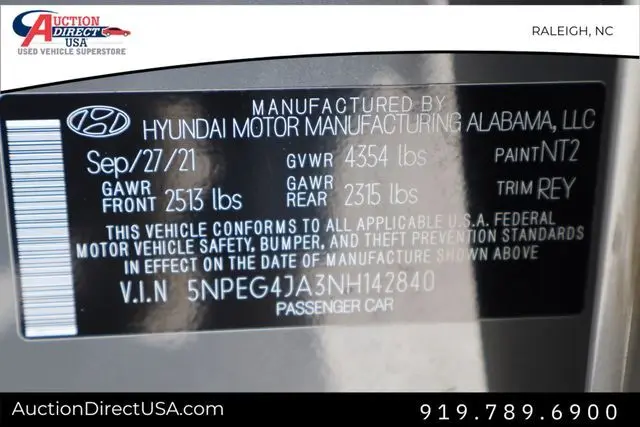 AUCTION
DIRECT
USA
USED VEHICLE SUPERSTORE
RALEIGH, NC
MANUFACTURED BY
HYUNDAI MOTOR MANUFACTURING ALABAMA, LLC
Sep/27/21 GVWR 4354 lbs PAINT NT2
GAWR FRONT 2513 lbs GAWR REAR 2315 lbs TRIM REY
THIS VEHICLE CONFORMS TO ALL APPLICABLE U.S.A. FEDERAL
MOTOR VEHICLE SAFETY, BUMPER, AND THEFT PREVENTION STANDARDS
IN EFFECT ON THE DATE OF MANUFACTURE SHOWN ABOVE
V.I.N 5NPEG4JA3NH142840
PASSENGER CAR
AuctionDirectUSA.com
919.789.6900